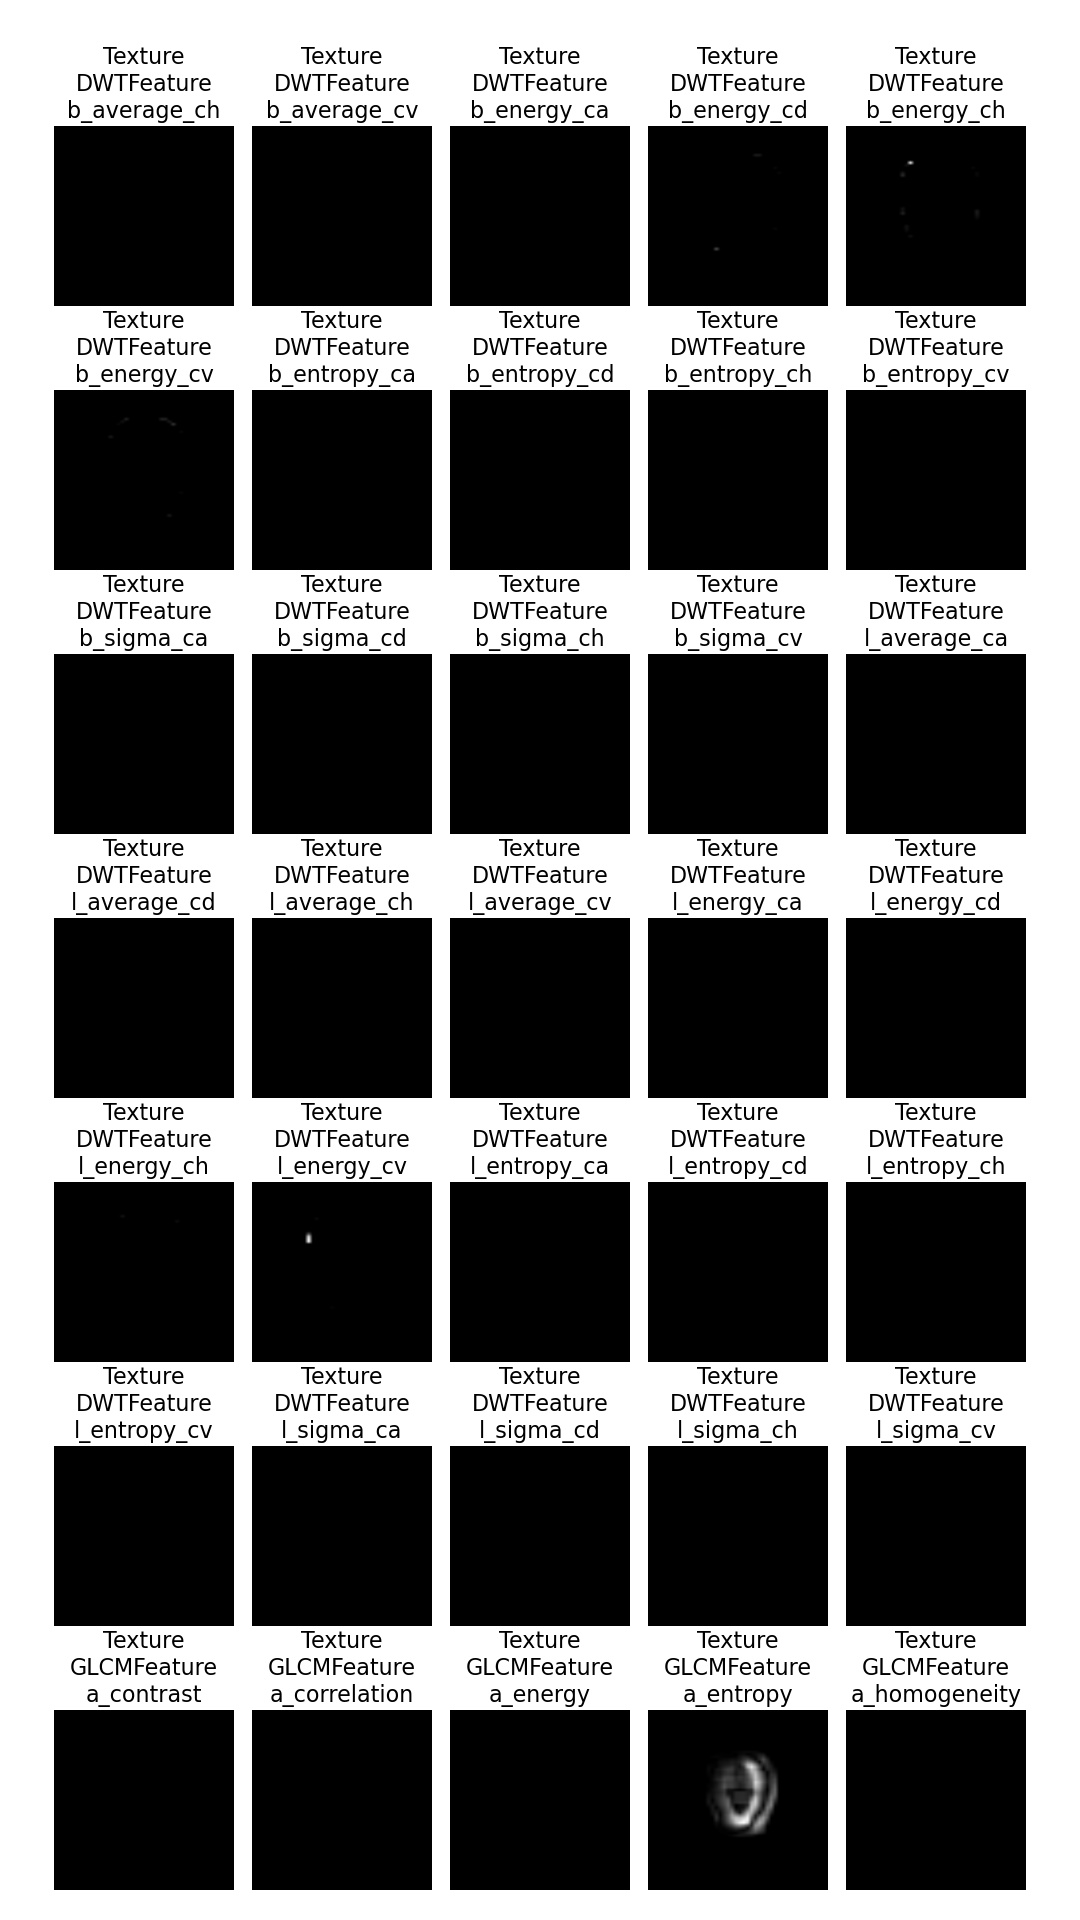 Texture
DWTFeature
b_average_ch
Texture
DWTFeature
b_average_cv
Texture
DWTFeature
b_energy_ca
Texture
DWTFeature
b_energy_cd
Texture
DWTFeature
b_energy_ch
Texture
DWTFeature
b_energy_cv
Texture
DWTFeature
b_entropy_ca
Texture
DWTFeature
b_entropy_cd
Texture
DWTFeature
b_entropy_ch
Texture
DWTFeature
b_entropy_cv
Texture
DWTFeature
b_sigma_ca
Texture
DWTFeature
b_sigma_cd
Texture
DWTFeature
b_sigma_ch
Texture
DWTFeature
b_sigma_cv
Texture
DWTFeature
l_average_ca
Texture
DWTFeature
l_average_cd
Texture
DWTFeature
l_average_ch
Texture
DWTFeature
l_average_cv
Texture
DWTFeature
l_energy_ca
Texture
DWTFeature
l_energy_cd
Texture
DWTFeature
l_energy_ch
Texture
DWTFeature
l_energy_cv
Texture
DWTFeature
l_entropy_ca
Texture
DWTFeature
l_entropy_cd
Texture
DWTFeature
l_entropy_ch
Texture
DWTFeature
l_entropy_cv
Texture
DWTFeature
l_sigma_ca
Texture
DWTFeature
l_sigma_cd
Texture
DWTFeature
l_sigma_ch
Texture
DWTFeature
l_sigma_cv
Texture
GLCMFeature
a_contrast
Texture
GLCMFeature
a_correlation
Texture
GLCMFeature
a_energy
Texture
GLCMFeature
a_entropy
Texture
GLCMFeature
a_homogeneity